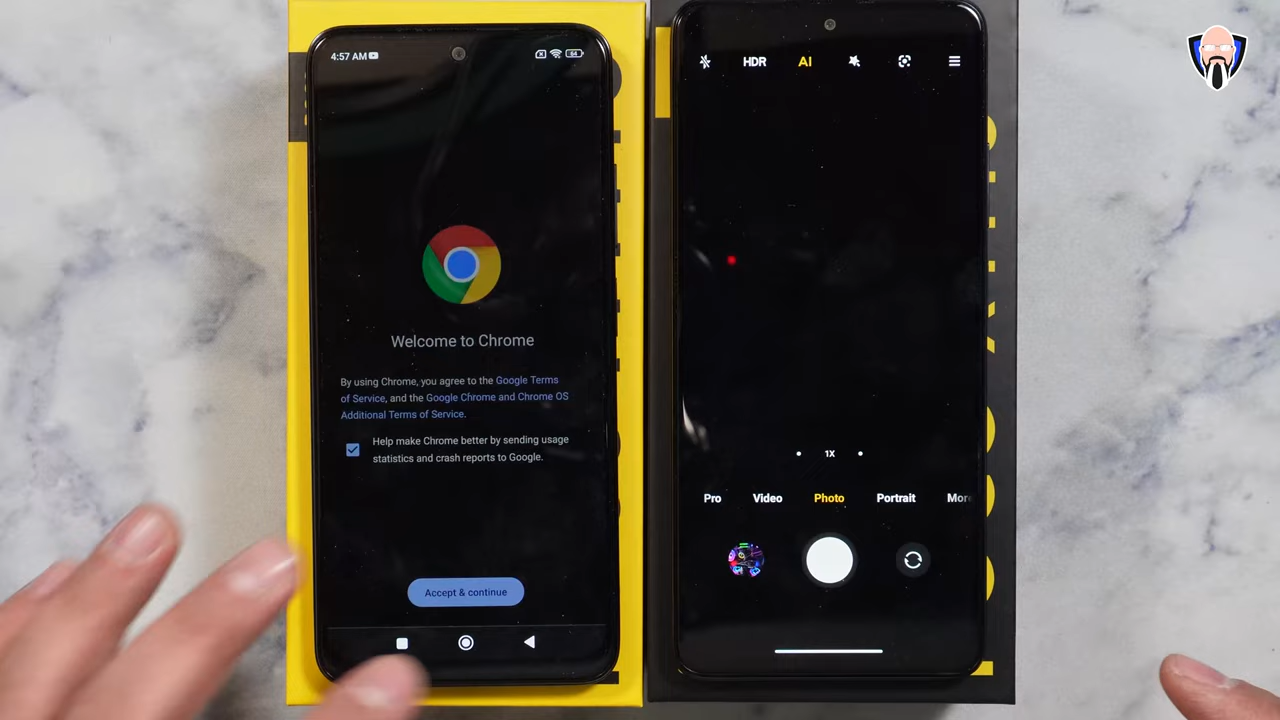 4:57 AM
64
Welcome to Chrome
By using Chrome, you agree to the Google Terms
of Service, and the Google Chrome and Chrome OS
Additional Terms of Service.
Help make Chrome better by sending usage
statistics and crash reports to Google.
Accept & continue
HDR
AI
1X
Pro
Video
Photo
Portrait
Mor